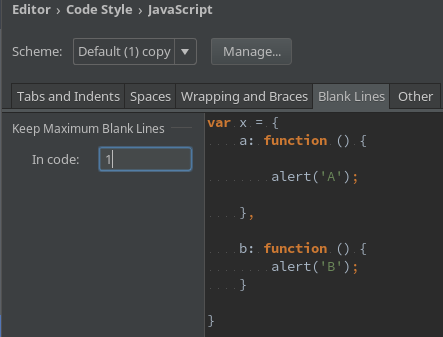 Editor › Code Style › JavaScript
Scheme: Default (1) copy Manage...
Tabs and Indents Spaces Wrapping and Braces Blank Lines Other
Keep Maximum Blank Lines
In code: 1
var x = {
    a: function () {
        alert('A');
    },
    b: function () {
        alert('B');
    }
}